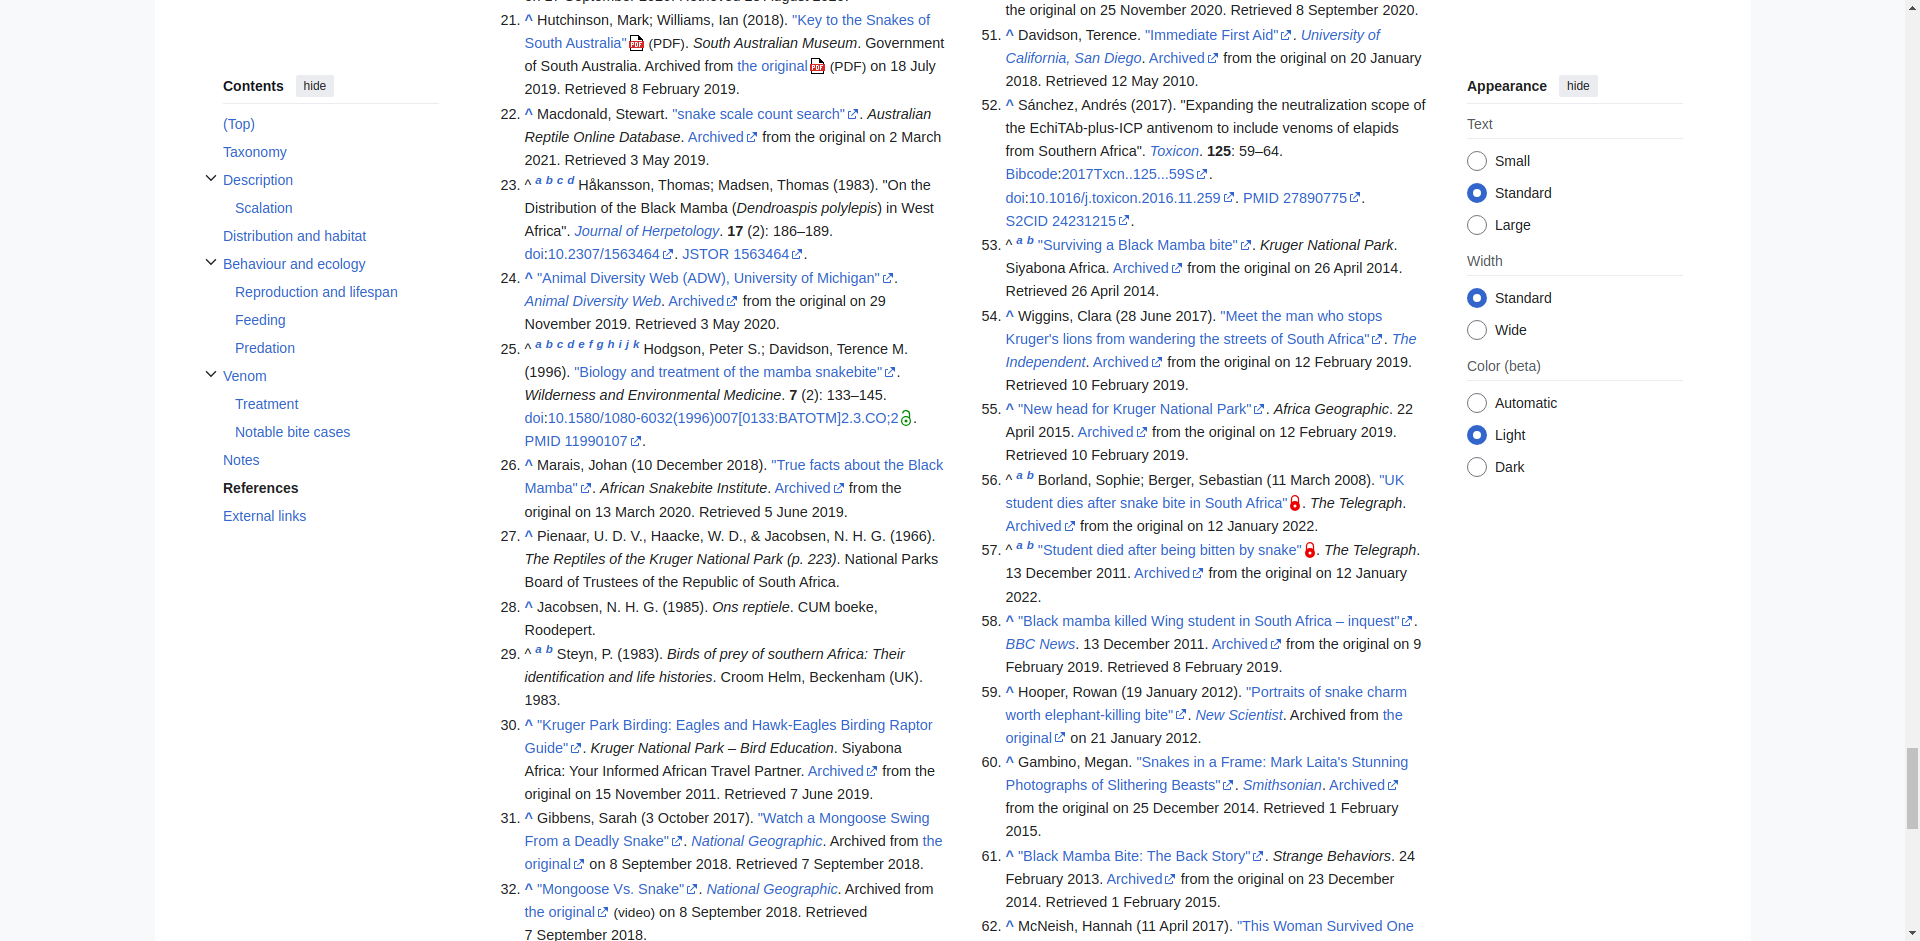 Contents hide
(Top)
Taxonomy
Description
Scalation
Distribution and habitat
Behaviour and ecology
Reproduction and lifespan
Feeding
Predation
Venom
Treatment
Notable bite cases
Notes
References
External links
21. ^ Hutchinson, Mark; Williams, Ian (2018). "Key to the Snakes of
South Australia" (PDF). South Australian Museum. Government
of South Australia. Archived from the original (PDF) on 18 July
2019. Retrieved 8 February 2019.
22. ^ Macdonald, Stewart. "snake scale count search". Australian
Reptile Online Database. Archived from the original on 2 March
2021. Retrieved 3 May 2019.
23. ^ a b c d Håkansson, Thomas; Madsen, Thomas (1983). "On the
Distribution of the Black Mamba (Dendroaspis polylepis) in West
Africa". Journal of Herpetology. 17 (2): 186–189.
doi:10.2307/1563464. JSTOR 1563464.
24. ^ "Animal Diversity Web (ADW), University of Michigan".
Animal Diversity Web. Archived from the original on 29
November 2019. Retrieved 3 May 2020.
25. ^ a b c d e f g h i j k Hodgson, Peter S.; Davidson, Terence M.
(1996). "Biology and treatment of the mamba snakebite".
Wilderness and Environmental Medicine. 7 (2): 133–145.
doi:10.1580/1080-6032(1996)007[0133:BATOTM]2.3.CO;2.
PMID 11990107.
26. ^ Marais, Johan (10 December 2018). "True facts about the Black
Mamba". African Snakebite Institute. Archived from the
original on 13 March 2020. Retrieved 5 June 2019.
27. ^ Pienaar, U. D. V., Haacke, W. D., & Jacobsen, N. H. G. (1966).
The Reptiles of the Kruger National Park (p. 223). National Parks
Board of Trustees of the Republic of South Africa.
28. ^ Jacobsen, N. H. G. (1985). Ons reptiele. CUM boeke,
Roodepert.
29. ^ a b Steyn, P. (1983). Birds of prey of southern Africa: Their
identification and life histories. Croom Helm, Beckenham (UK).
1983.
30. ^ "Kruger Park Birding: Eagles and Hawk-Eagles Birding Raptor
Guide". Kruger National Park – Bird Education. Siyabona
Africa: Your Informed African Travel Partner. Archived from the
original on 15 November 2011. Retrieved 7 June 2019.
31. ^ Gibbens, Sarah (3 October 2017). "Watch a Mongoose Swing
From a Deadly Snake". National Geographic. Archived from the
original on 8 September 2018. Retrieved 7 September 2018.
32. ^ "Mongoose Vs. Snake". National Geographic. Archived from
the original (video) on 8 September 2018. Retrieved
7 September 2018.
the original on 25 November 2020. Retrieved 8 September 2020.
51. ^ Davidson, Terence. "Immediate First Aid". University of
California, San Diego. Archived from the original on 20 January
2018. Retrieved 12 May 2010.
52. ^ Sánchez, Andrés (2017). "Expanding the neutralization scope of
the EchiTAb-plus-ICP antivenom to include venoms of elapids
from Southern Africa". Toxicon. 125: 59–64.
Bibcode:2017Txcn..125...59S.
doi:10.1016/j.toxicon.2016.11.259. PMID 27890775.
S2CID 24231215.
53. ^ a b "Surviving a Black Mamba bite". Kruger National Park.
Siyabona Africa. Archived from the original on 26 April 2014.
Retrieved 26 April 2014.
54. ^ Wiggins, Clara (28 June 2017). "Meet the man who stops
Kruger's lions from wandering the streets of South Africa". The
Independent. Archived from the original on 12 February 2019.
Retrieved 10 February 2019.
55. ^ "New head for Kruger National Park". Africa Geographic. 22
April 2015. Archived from the original on 12 February 2019.
Retrieved 10 February 2019.
56. ^ a b Borland, Sophie; Berger, Sebastian (11 March 2008). "UK
student dies after snake bite in South Africa". The Telegraph.
Archived from the original on 12 January 2022.
57. ^ a b "Student died after being bitten by snake". The Telegraph.
13 December 2011. Archived from the original on 12 January
2022.
58. ^ "Black mamba killed Wing student in South Africa – inquest".
BBC News. 13 December 2011. Archived from the original on 9
February 2019. Retrieved 8 February 2019.
59. ^ Hooper, Rowan (19 January 2012). "Portraits of snake charm
worth elephant-killing bite". New Scientist. Archived from the
original on 21 January 2012.
60. ^ Gambino, Megan. "Snakes in a Frame: Mark Laita's Stunning
Photographs of Slithering Beasts". Smithsonian. Archived
from the original on 25 December 2014. Retrieved 1 February
2015.
61. ^ "Black Mamba Bite: The Back Story". Strange Behaviors. 24
February 2013. Archived from the original on 23 December
2014. Retrieved 1 February 2015.
62. ^ McNeish, Hannah (11 April 2017). "This Woman Survived One
Appearance hide
Text
Small
Standard
Large
Width
Standard
Wide
Color (beta)
Automatic
Light
Dark